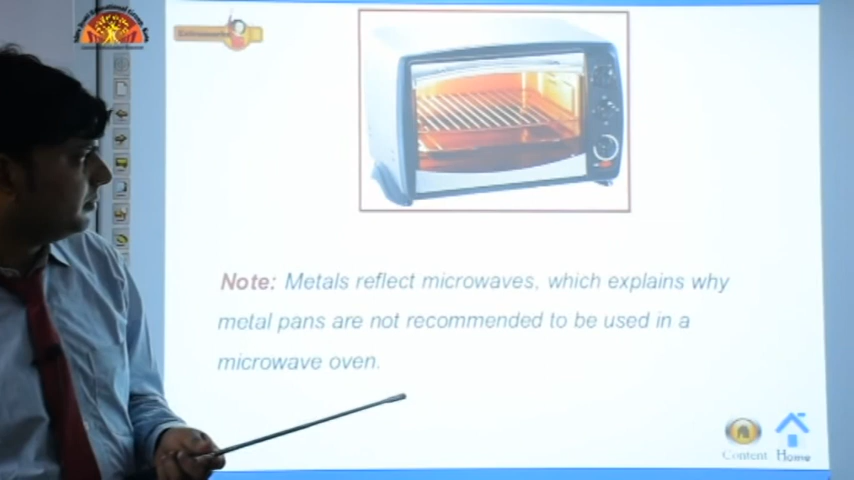 Extramarks
Note: Metals reflect microwaves, which explains why
metal pans are not recommended to be used in a
microwave oven.
Content Home